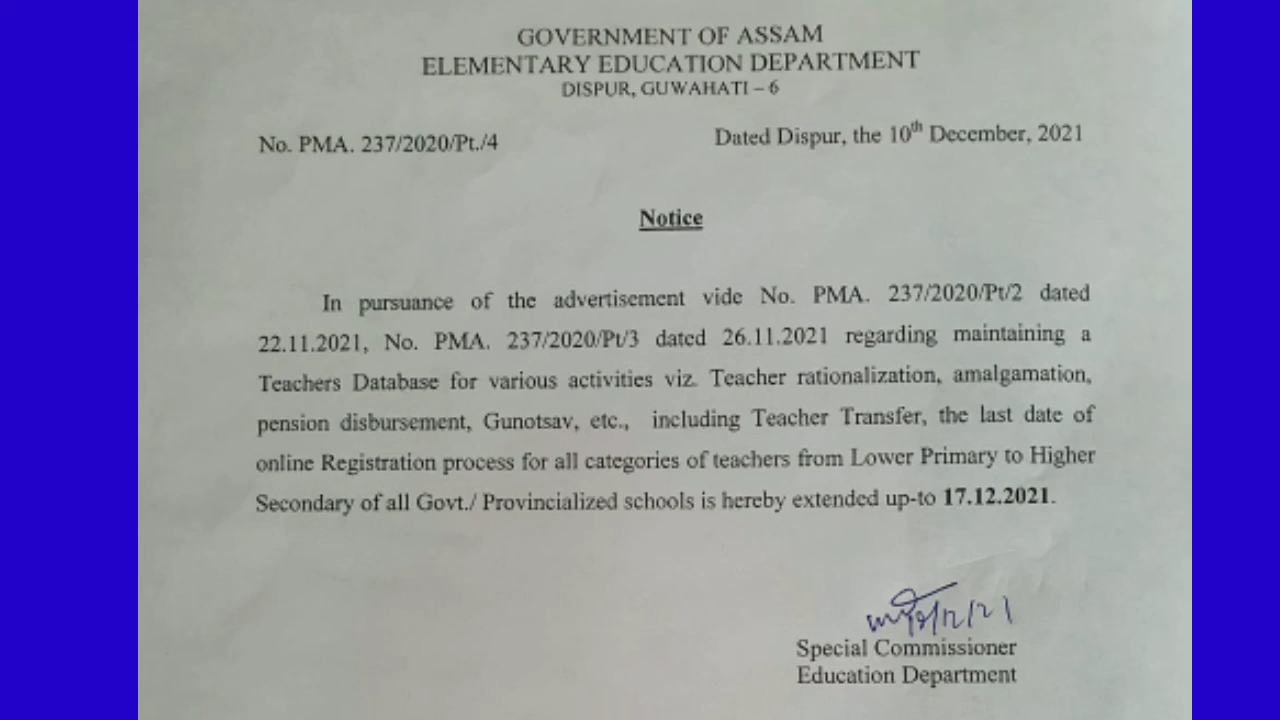 GOVERNMENT OF ASSAM
ELEMENTARY EDUCATION DEPARTMENT
DISPUR, GUWAHATI – 6
No. PMA. 237/2020/Pt./4 Dated Dispur, the 10th December, 2021
Notice
In pursuance of the advertisement vide No. PMA. 237/2020/Pt/2 dated
22.11.2021, No. PMA. 237/2020/Pt/3 dated 26.11.2021 regarding maintaining a
Teachers Database for various activities viz. Teacher rationalization, amalgamation,
pension disbursement, Gunotsav, etc., including Teacher Transfer, the last date of
online Registration process for all categories of teachers from Lower Primary to Higher
Secondary of all Govt./ Provincialized schools is hereby extended up-to 17.12.2021.
Special Commissioner
Education Department